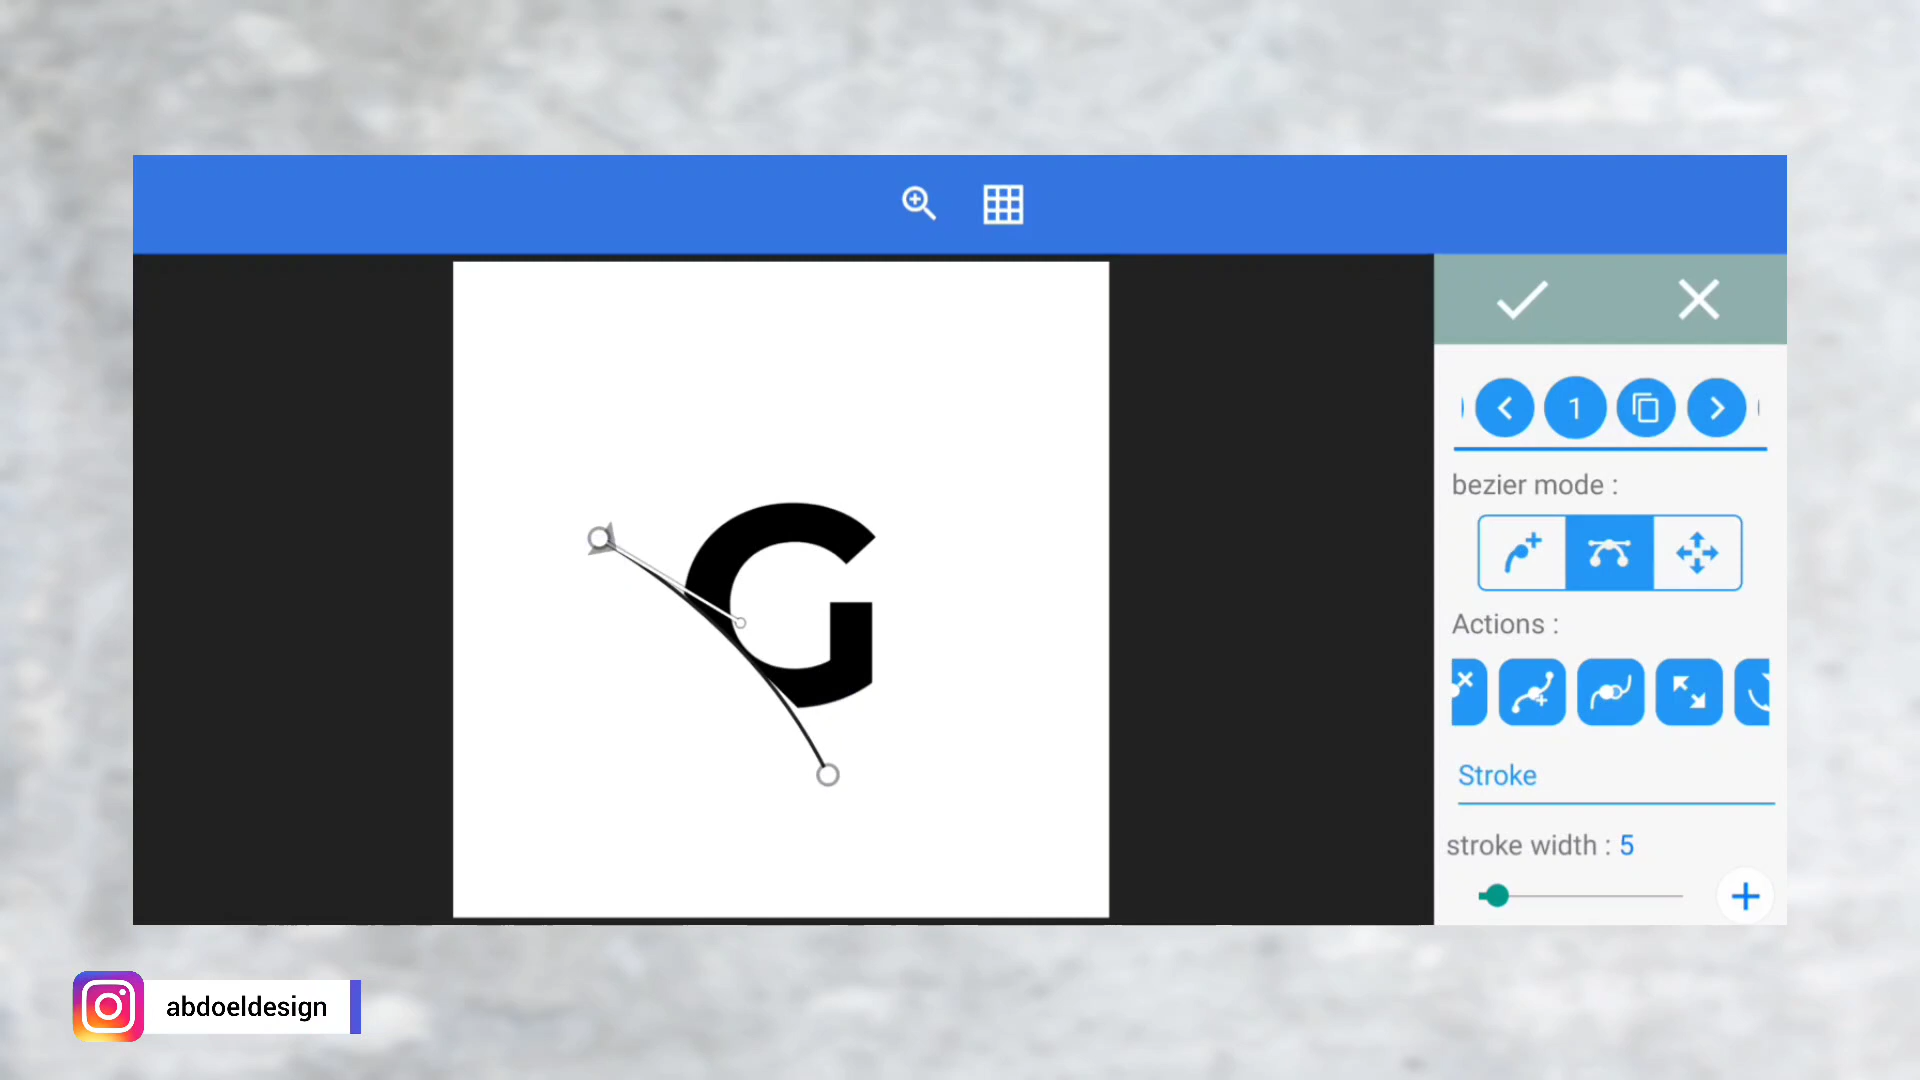 G
1
bezier mode :
Actions :
Stroke
stroke width : 5
abdoeldesign